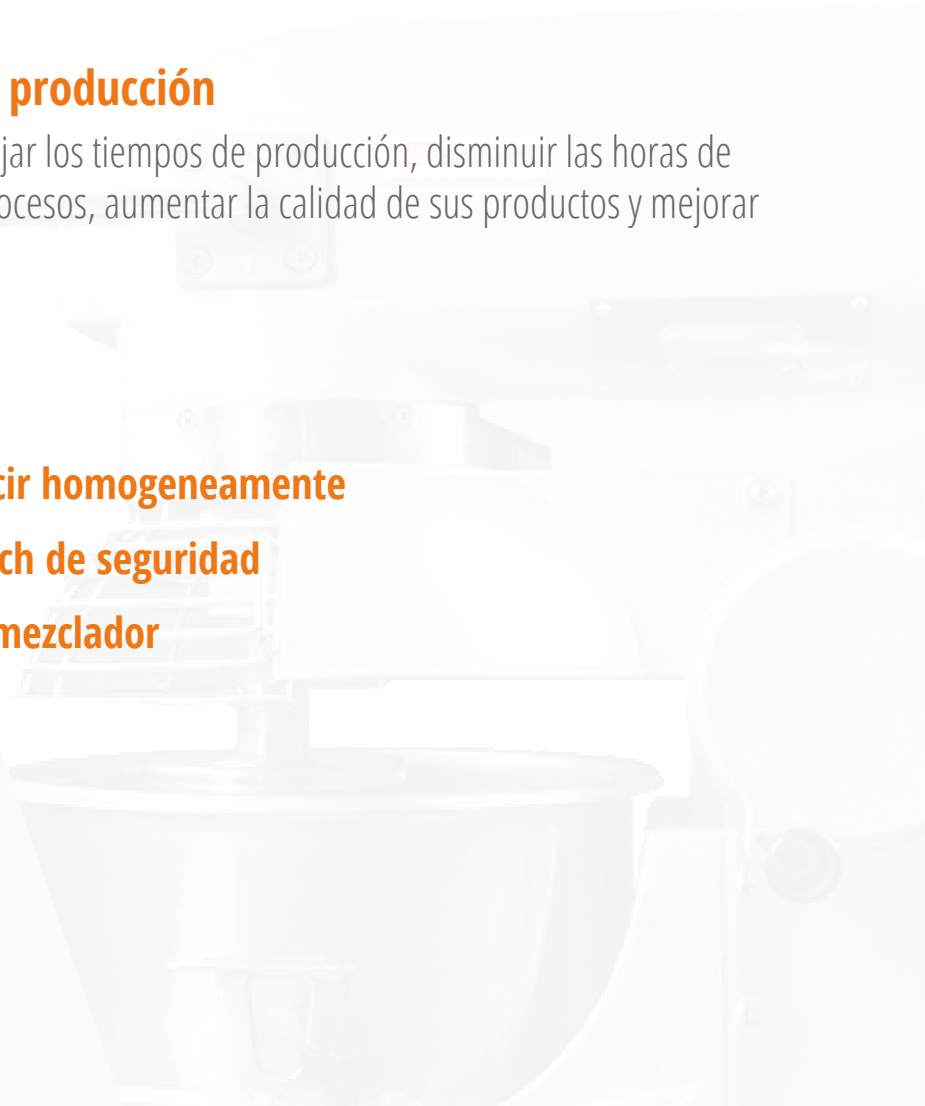 producción
jar los tiempos de producción, disminuir las horas de
ocesos, aumentar la calidad de sus productos y mejorar
cir homogeneamente
ch de seguridad
mezclador